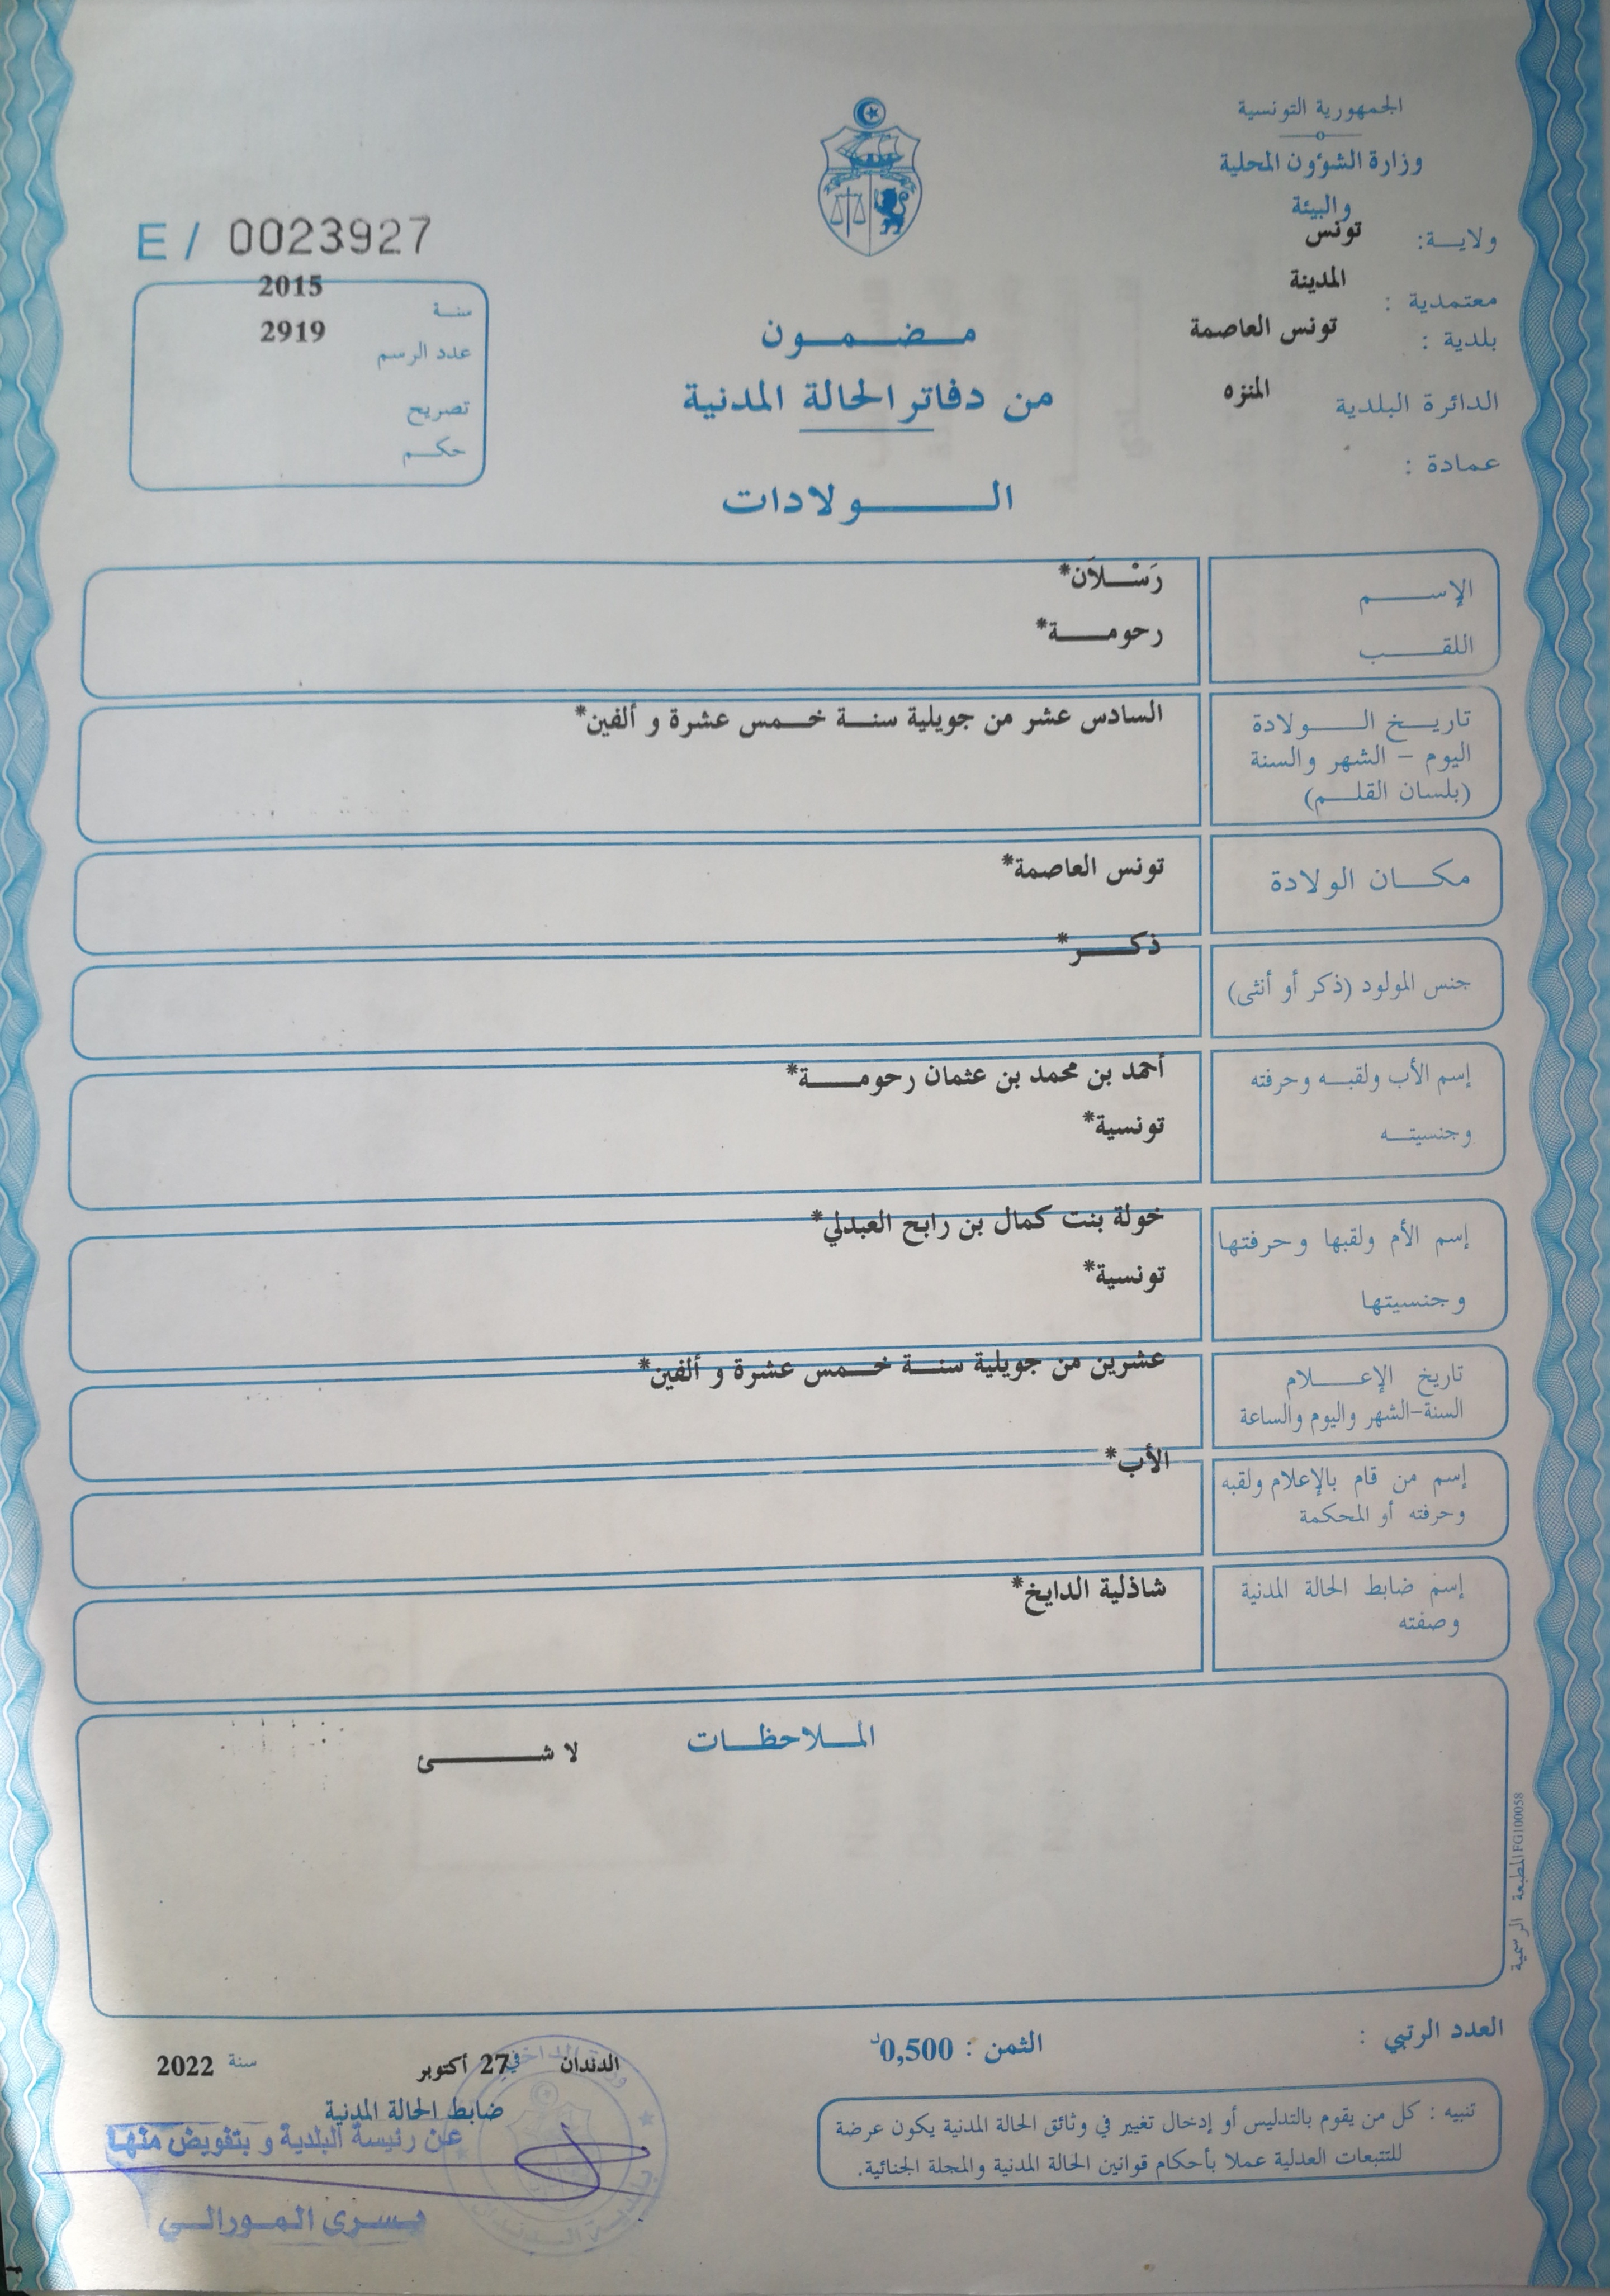 الجمهورية التونسية
وزارة الشؤون المحلية
والبيئة
ولاية: تونس
معتمدية : المدينة
بلدية : تونس العاصمة
الدائرة البلدية المنزه
عمادة :
مضمون
من دفاتر الحالة المدنية
الولادات
E / 0023927
سنة 2015
عدد الرسم 2919
تصريح
حكم
الإسم رَسْلَان*
اللقب رحومة*
تاريخ الولادة السادس عشر من جويلية سنة خمس عشرة و ألفين*
اليوم - الشهر والسنة
(بلسان القلم)
مكان الولادة تونس العاصمة*
جنس المولود (ذكر أو أنثى) ذكر*
إسم الأب ولقبه وحرفته أحمد بن محمد بن عثمان رحومة*
وجنسيته تونسية*
إسم الأم ولقبها وحرفتها خولة بنت كمال بن رابح العبدلي*
وجنسيتها تونسية*
تاريخ الإعلام عشرين من جويلية سنة خمس عشرة و ألفين*
السنة-الشهر واليوم والساعة
إسم من قام بالإعلام ولقبه الأب*
وحرفته أو المحكمة
إسم ضابط الحالة المدنية شاذلية الدايخ*
وصفته
الملاحظات
لا شئ
المطبعة الرسمية FG100058
العدد الرتبي :
الثمن : 0,500د
الدندان في 27 أكتوبر سنة 2022
ضابط الحالة المدنية
عن رئيسة البلدية و بتفويض منها
يسرى المورالي
تنبيه : كل من يقوم بالتدليس أو إدخال تغيير في وثائق الحالة المدنية يكون عرضة
للتتبعات العدلية عملا بأحكام قوانين الحالة المدنية والمجلة الجنائية.